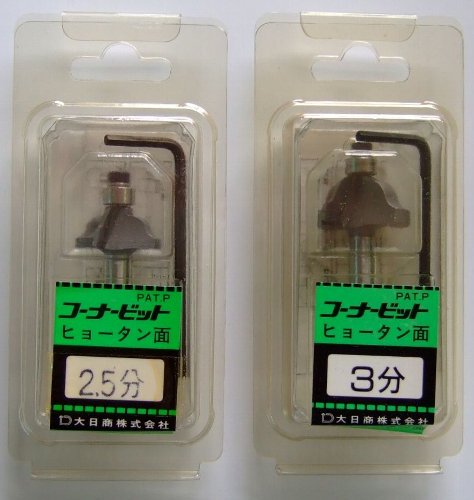 PAT.P
コーナービット
ヒョータン面
2.5分
大日商株式会社
PAT.P
コーナービット
ヒョータン面
3分
大日商株式会社